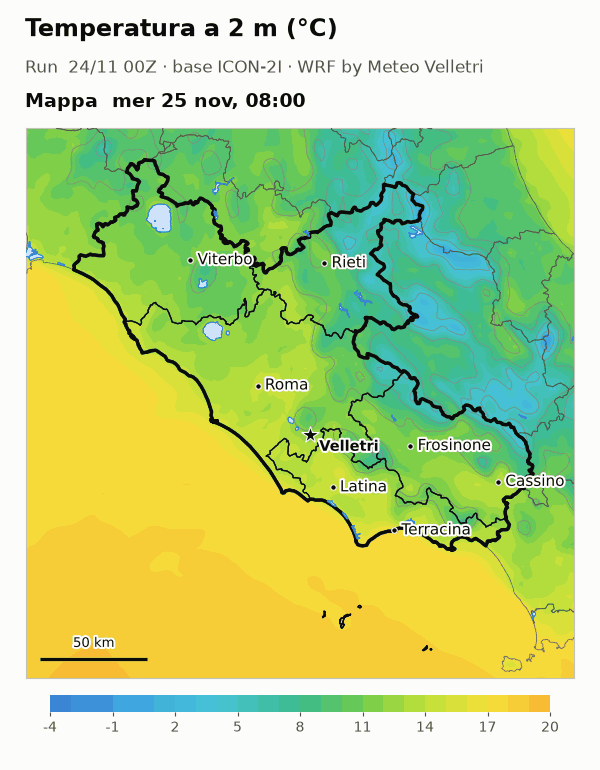 Temperatura a 2 m (°C)
Run  24/11 00Z · base ICON-2I · WRF by Meteo Velletri
Mappa  mer 25 nov, 08:00
Viterbo
Rieti
Roma
Velletri
Frosinone
Cassino
Latina
Terracina
50 km
-4 -1 2 5 8 11 14 17 20